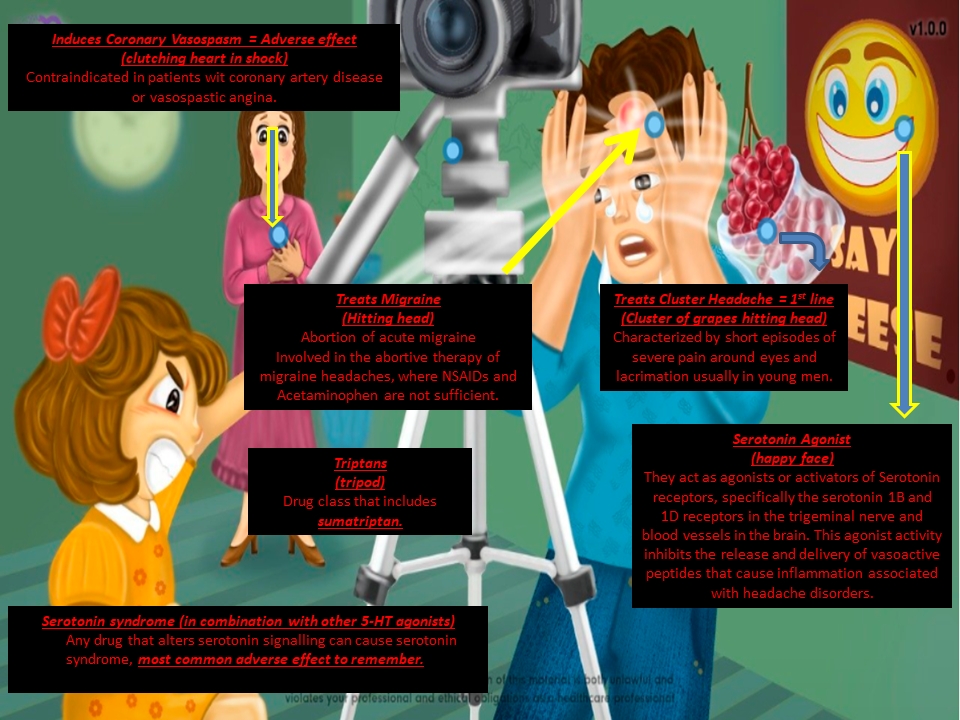 v1.0.0
Induces Coronary Vasospasm = Adverse effect
(clutching heart in shock)
Contraindicated in patients wit coronary artery disease
or vasospastic angina.
SAY
EESE
Treats Migraine
(Hitting head)
Abortion of acute migraine
Involved in the abortive therapy of
migraine headaches, where NSAIDs and
Acetaminophen are not sufficient.
Treats Cluster Headache = 1st line
(Cluster of grapes hitting head)
Characterized by short episodes of
severe pain around eyes and
lacrimation usually in young men.
Triptans
(tripod)
Drug class that includes
sumatriptan.
Serotonin Agonist
(happy face)
They act as agonists or activators of Serotonin
receptors, specifically the serotonin 1B and
1D receptors in the trigeminal nerve and
blood vessels in the brain. This agonist activity
inhibits the release and delivery of vasoactive
peptides that cause inflammation associated
with headache disorders.
Serotonin syndrome (in combination with other 5-HT agonists)
Any drug that alters serotonin signalling can cause serotonin
syndrome, most common adverse effect to remember.
of this material is both unlawful and
violates your professional and ethical obligations as a healthcare professional